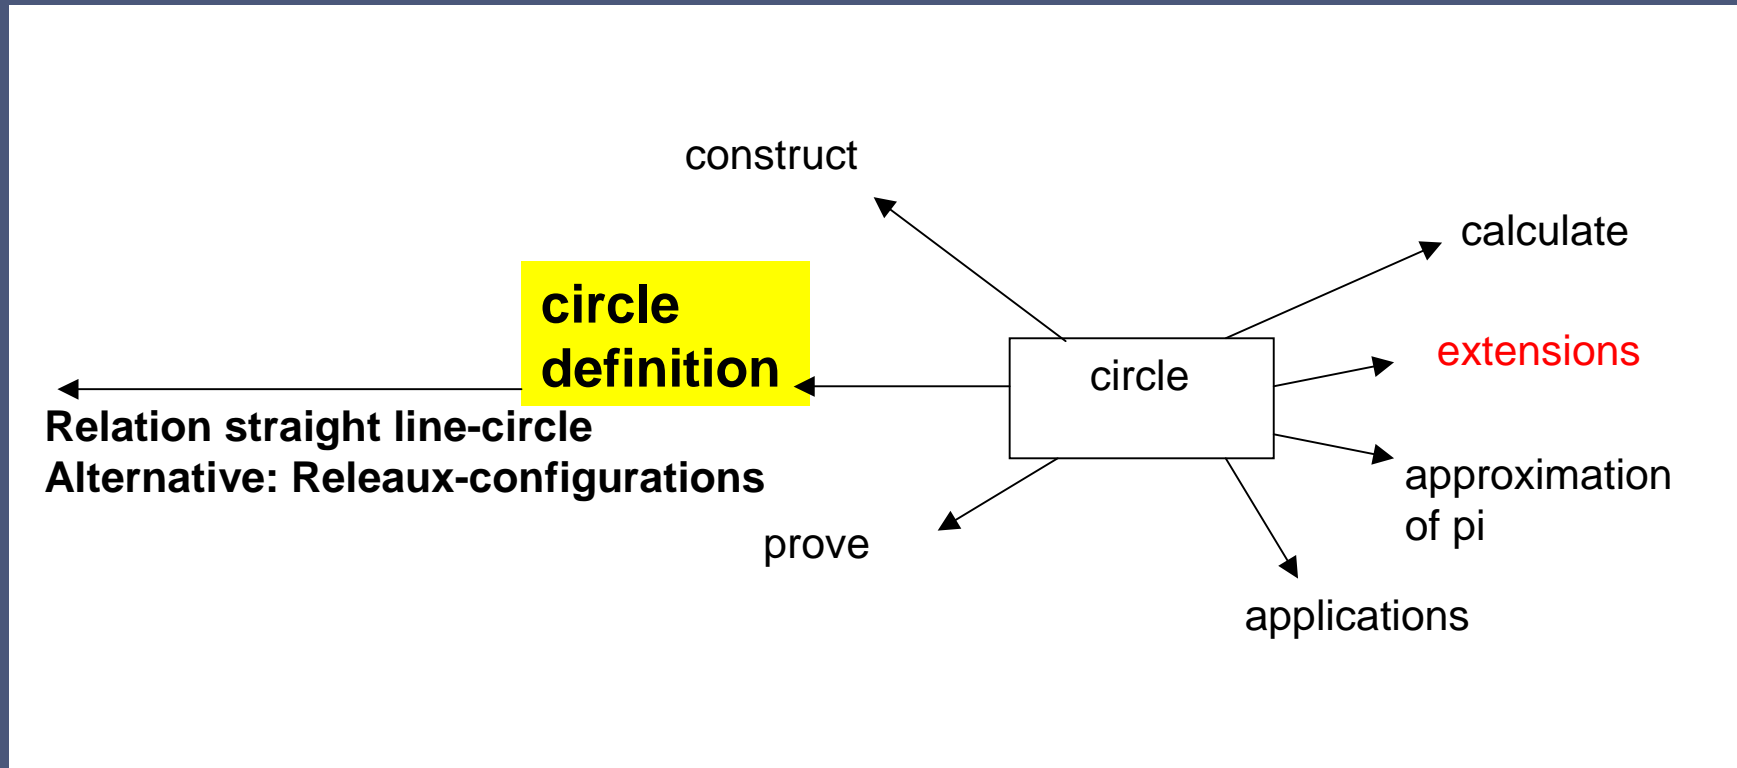 construct
calculate
circle
definition
extensions
circle
Relation straight line-circle
Alternative: Releaux-configurations
approximation
of pi
prove
applications